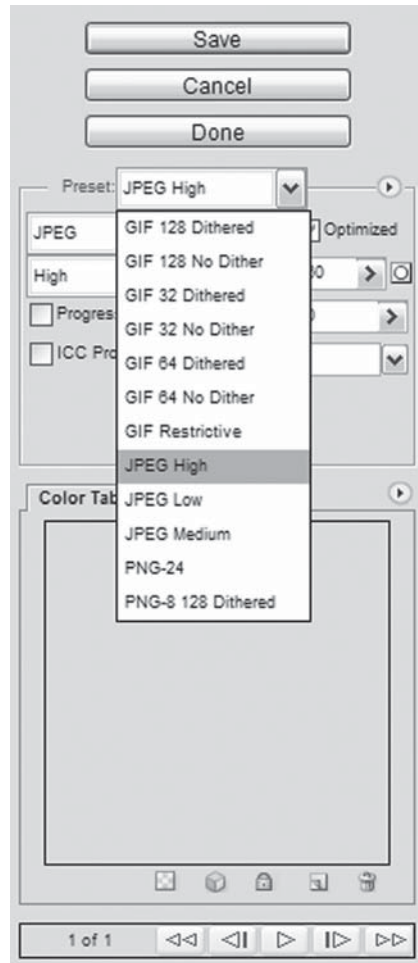 Save
Cancel
Done
Preset: JPEG High
JPEG
Optimized
High
Progres
ICC Pro
GIF 128 Dithered
GIF 128 No Dither
GIF 32 Dithered
GIF 32 No Dither
GIF 64 Dithered
GIF 64 No Dither
GIF Restrictive
JPEG High
JPEG Low
JPEG Medium
PNG-24
PNG-8 128 Dithered
Color Tab
1 of 1